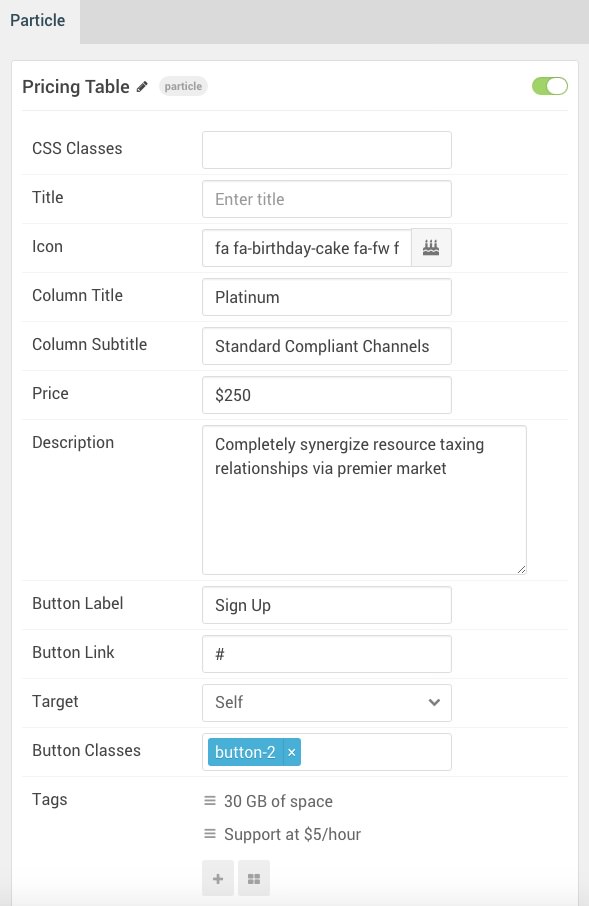 Particle
Pricing Table particle
CSS Classes
Title Enter title
Icon fa fa-birthday-cake fa-fw f
Column Title Platinum
Column Subtitle Standard Compliant Channels
Price $250
Description Completely synergize resource taxing
relationships via premier market
Button Label Sign Up
Button Link #
Target Self
Button Classes button-2 ×
Tags 30 GB of space
Support at $5/hour